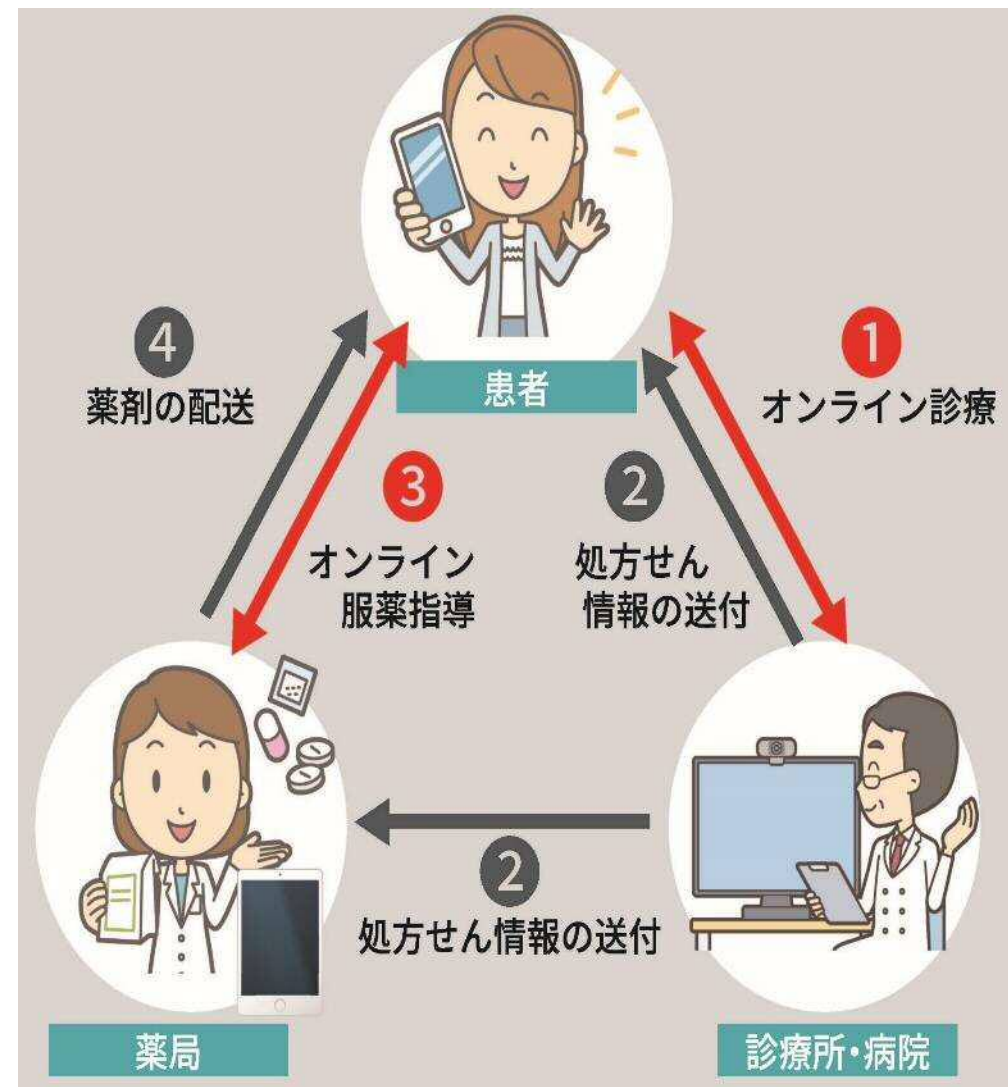 患者
4
薬剤の配送
1
オンライン診療
3
オンライン
服薬指導
2
処方せん
情報の送付
2
処方せん情報の送付
薬局
診療所・病院